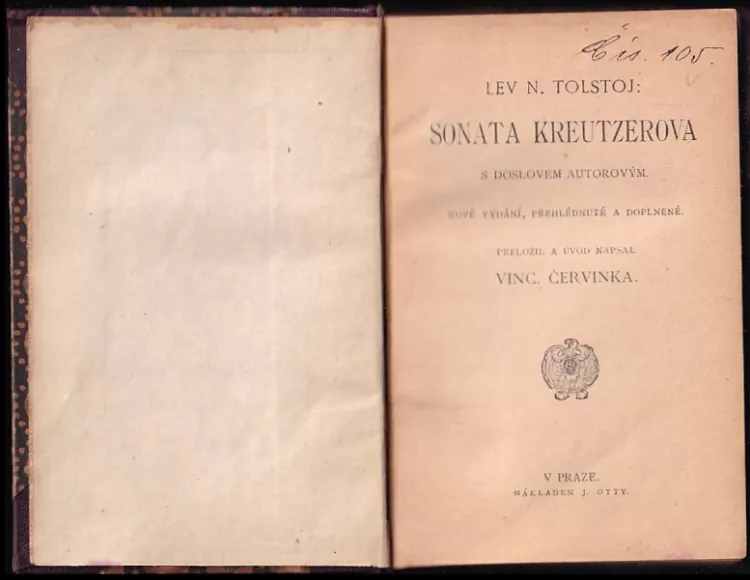 Čís. 105.
LEV N. TOLSTOJ:
SONATA KREUTZEROVA
S DOSLOVEM AUTOROVÝM.
NOVÉ VYDÁNÍ, PŘEHLÉDNUTÉ A DOPLNĚNÉ.
PŘELOŽIL A ÚVOD NAPSAL
VINC. ČERVINKA.
V PRAZE.
NÁKLADEM J. OTTY.